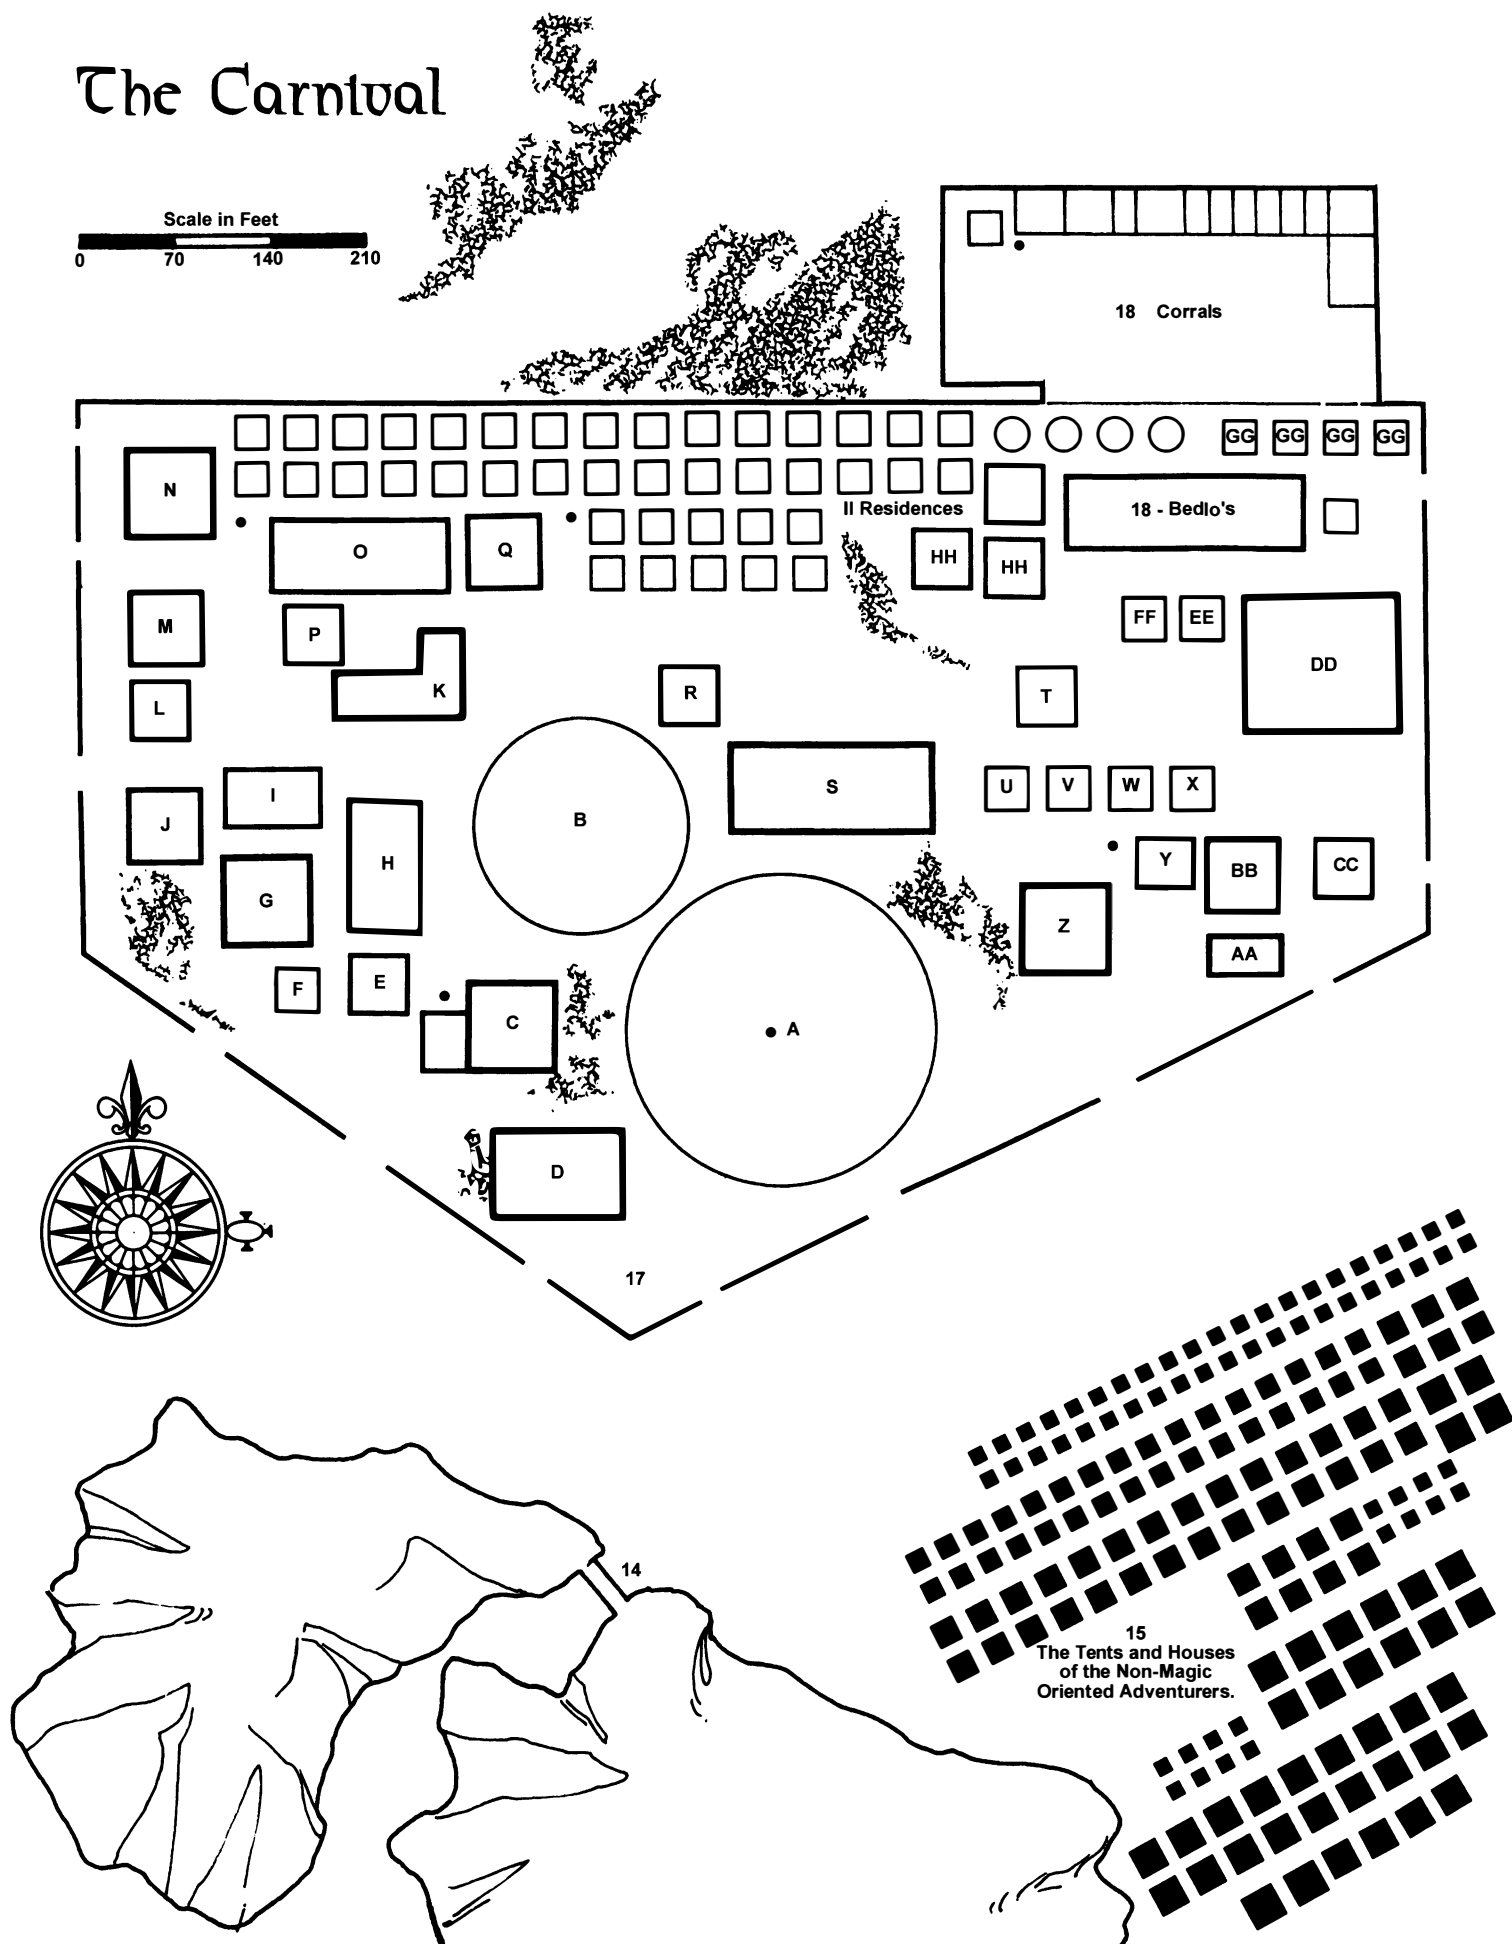 The Carnival
Scale in Feet
0 70 140 210
18 Corrals
GG GG GG GG
N
II Residences
18 - Bedlo's
O
Q
HH
HH
M
P
FF
EE
DD
L
K
R
T
I
J
B
S
U
V
W
X
H
G
Y
BB
CC
Z
AA
F
E
C
A
D
17
14
15
The Tents and Houses
of the Non-Magic
Oriented Adventurers.